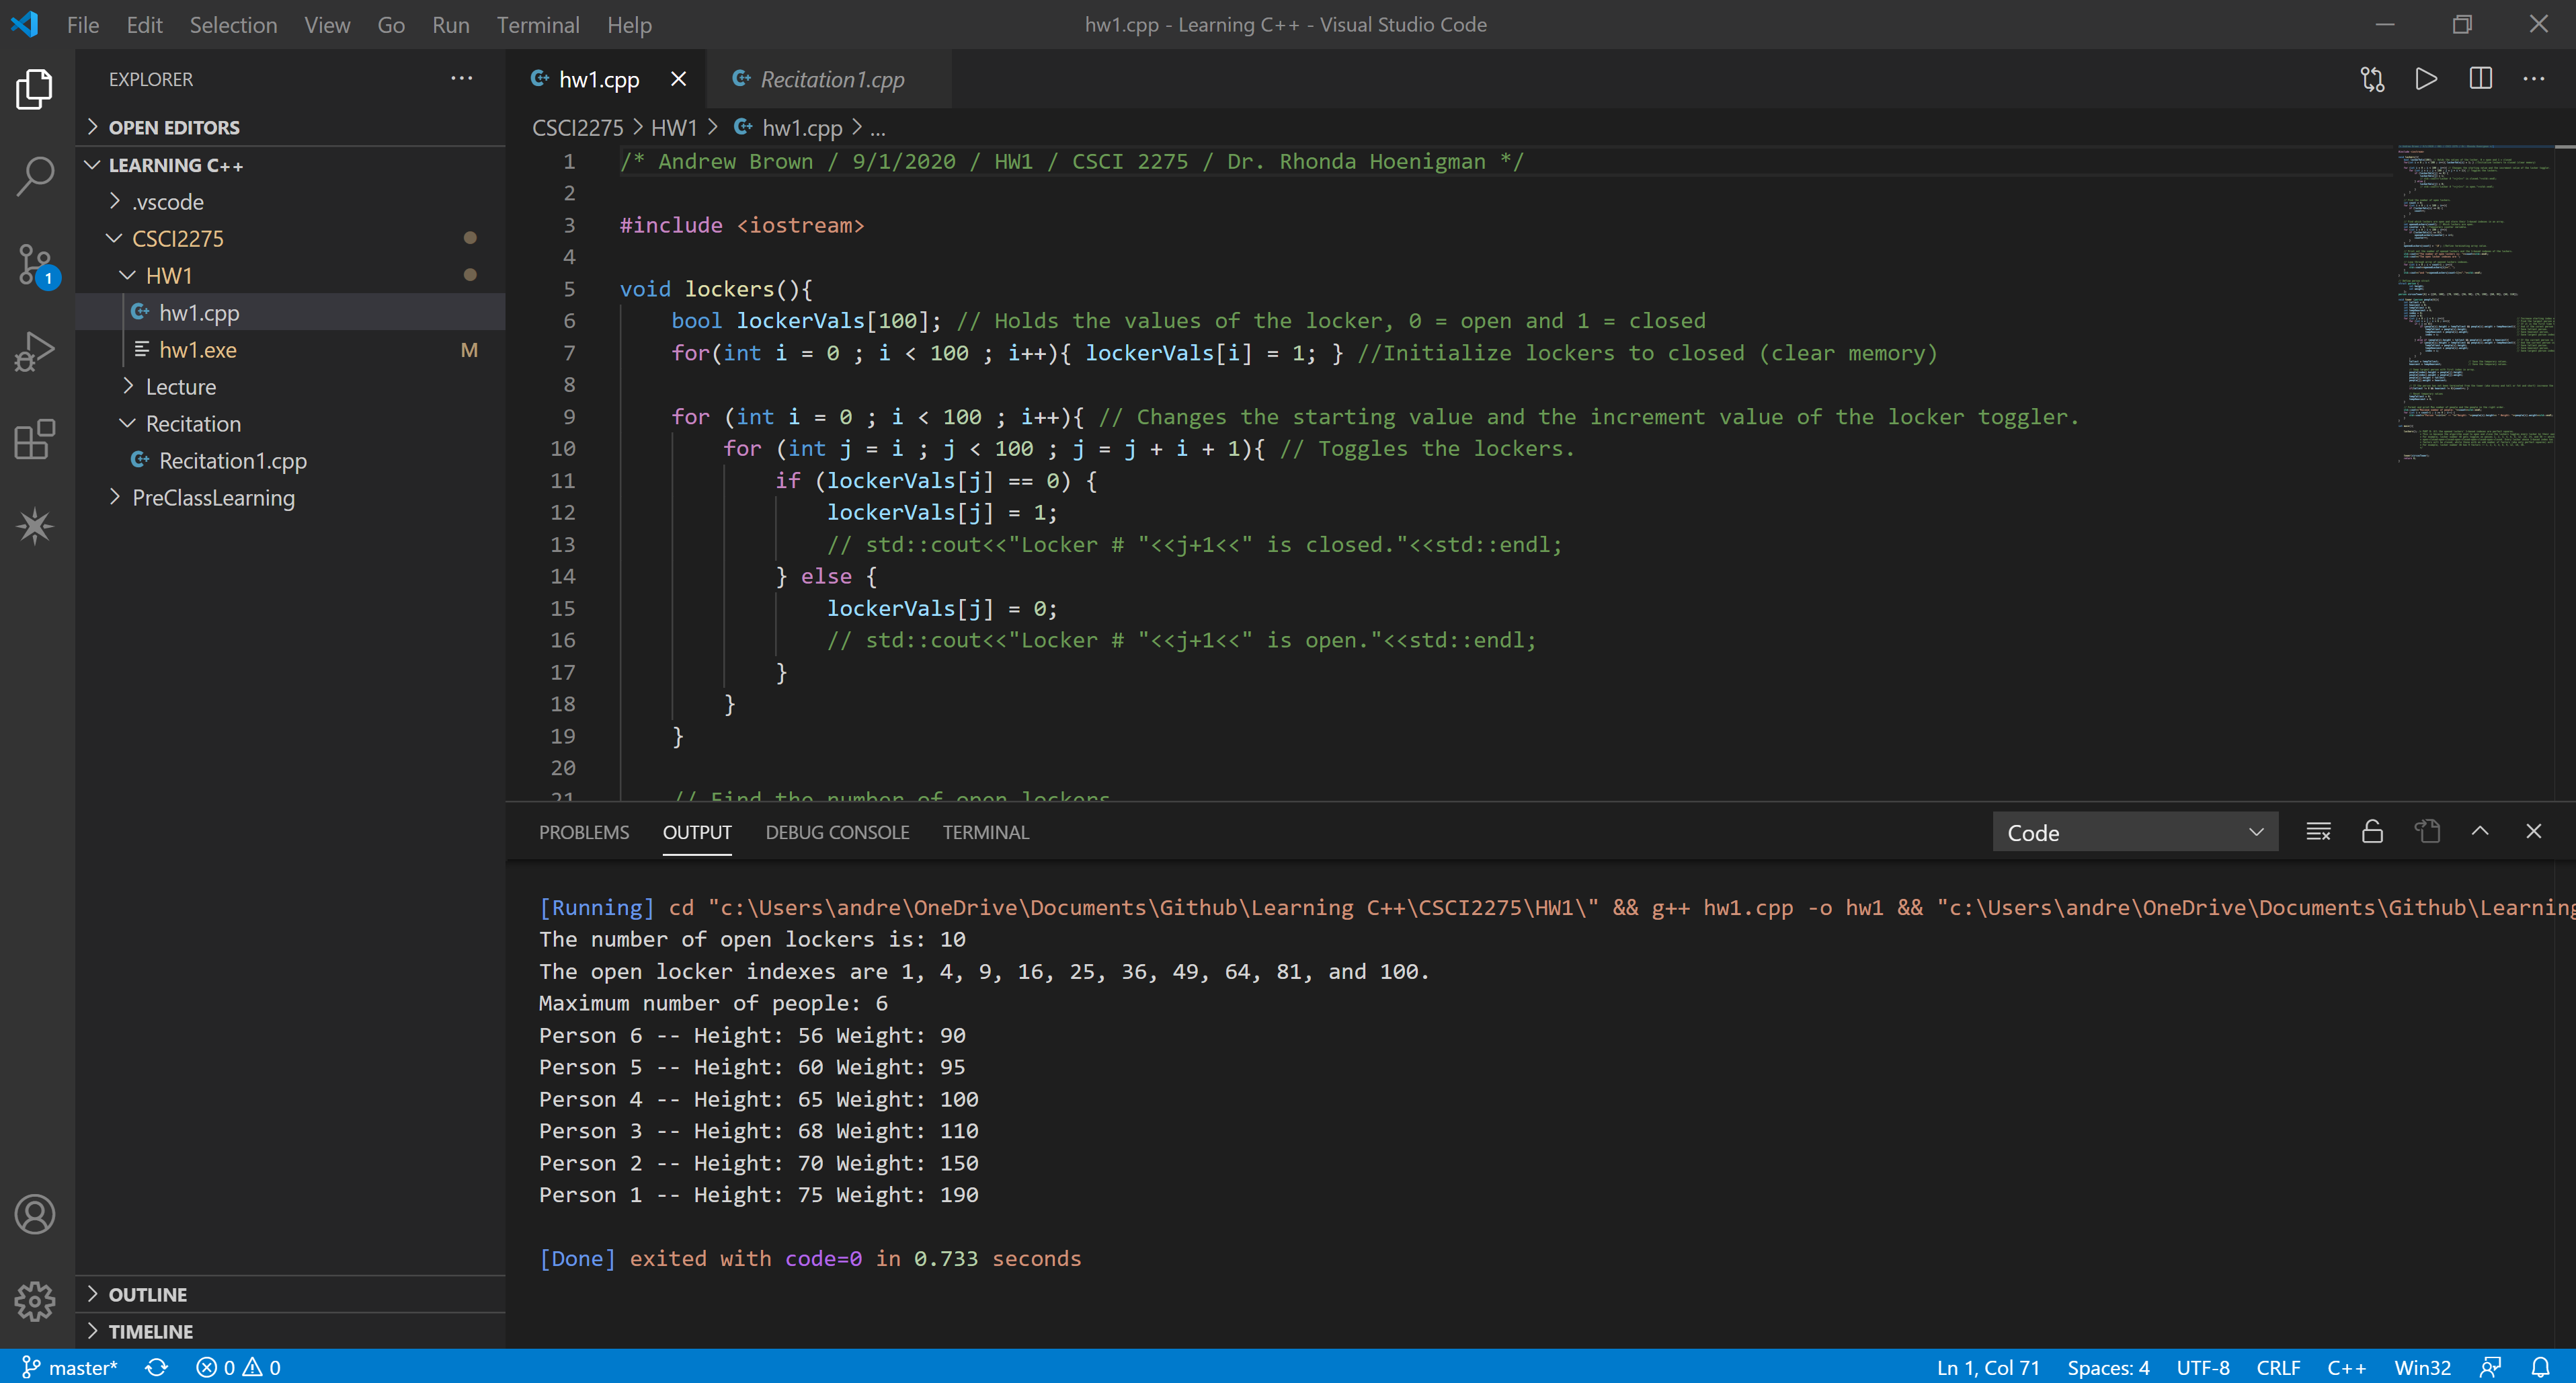 File Edit Selection View Go Run Terminal Help
hw1.cpp - Learning C++ - Visual Studio Code
EXPLORER
OPEN EDITORS
LEARNING C++
.vscode
CSCI2275
HW1
hw1.cpp
hw1.exe M
Lecture
Recitation
Recitation1.cpp
PreClassLearning
OUTLINE
TIMELINE
1
hw1.cpp Recitation1.cpp
CSCI2275 > HW1 > hw1.cpp > ...
1 /* Andrew Brown / 9/1/2020 / HW1 / CSCI 2275 / Dr. Rhonda Hoenigman */
2
3 #include <iostream>
4
5 void lockers(){
6 bool lockerVals[100]; // Holds the values of the locker, 0 = open and 1 = closed
7 for(int i = 0 ; i < 100 ; i++){ lockerVals[i] = 1; } //Initialize lockers to closed (clear memory)
8
9 for (int i = 0 ; i < 100 ; i++){ // Changes the starting value and the increment value of the locker toggler.
10 for (int j = i ; j < 100 ; j = j + i + 1){ // Toggles the lockers.
11 if (lockerVals[j] == 0) {
12 lockerVals[j] = 1;
13 // std::cout<<"Locker # "<<j+1<<" is closed."<<std::endl;
14 } else {
15 lockerVals[j] = 0;
16 // std::cout<<"Locker # "<<j+1<<" is open."<<std::endl;
17 }
18 }
19 }
20
21 // Find the number of open lockers
PROBLEMS OUTPUT DEBUG CONSOLE TERMINAL
Code
[Running] cd "c:\Users\andre\OneDrive\Documents\Github\Learning C++\CSCI2275\HW1\" && g++ hw1.cpp -o hw1 && "c:\Users\andre\OneDrive\Documents\Github\Learning
The number of open lockers is: 10
The open locker indexes are 1, 4, 9, 16, 25, 36, 49, 64, 81, and 100.
Maximum number of people: 6
Person 6 -- Height: 56 Weight: 90
Person 5 -- Height: 60 Weight: 95
Person 4 -- Height: 65 Weight: 100
Person 3 -- Height: 68 Weight: 110
Person 2 -- Height: 70 Weight: 150
Person 1 -- Height: 75 Weight: 190
[Done] exited with code=0 in 0.733 seconds
master* 0 0
Ln 1, Col 71 Spaces: 4 UTF-8 CRLF C++ Win32